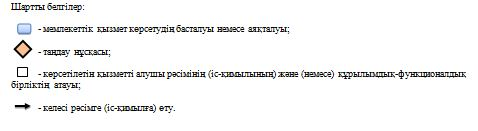 Шартты белгілер:
- мемлекеттік қызмет көрсетудің басталуы немесе аяқталуы;
- таңдау нұсқасы;
- көрсетілетін қызметті алушы рәсімінің (іс-қимылының) және (немесе) құрылымдық-функционалдық
бірліктің атауы;
- келесі рәсімге (іс-қимылға) өту.